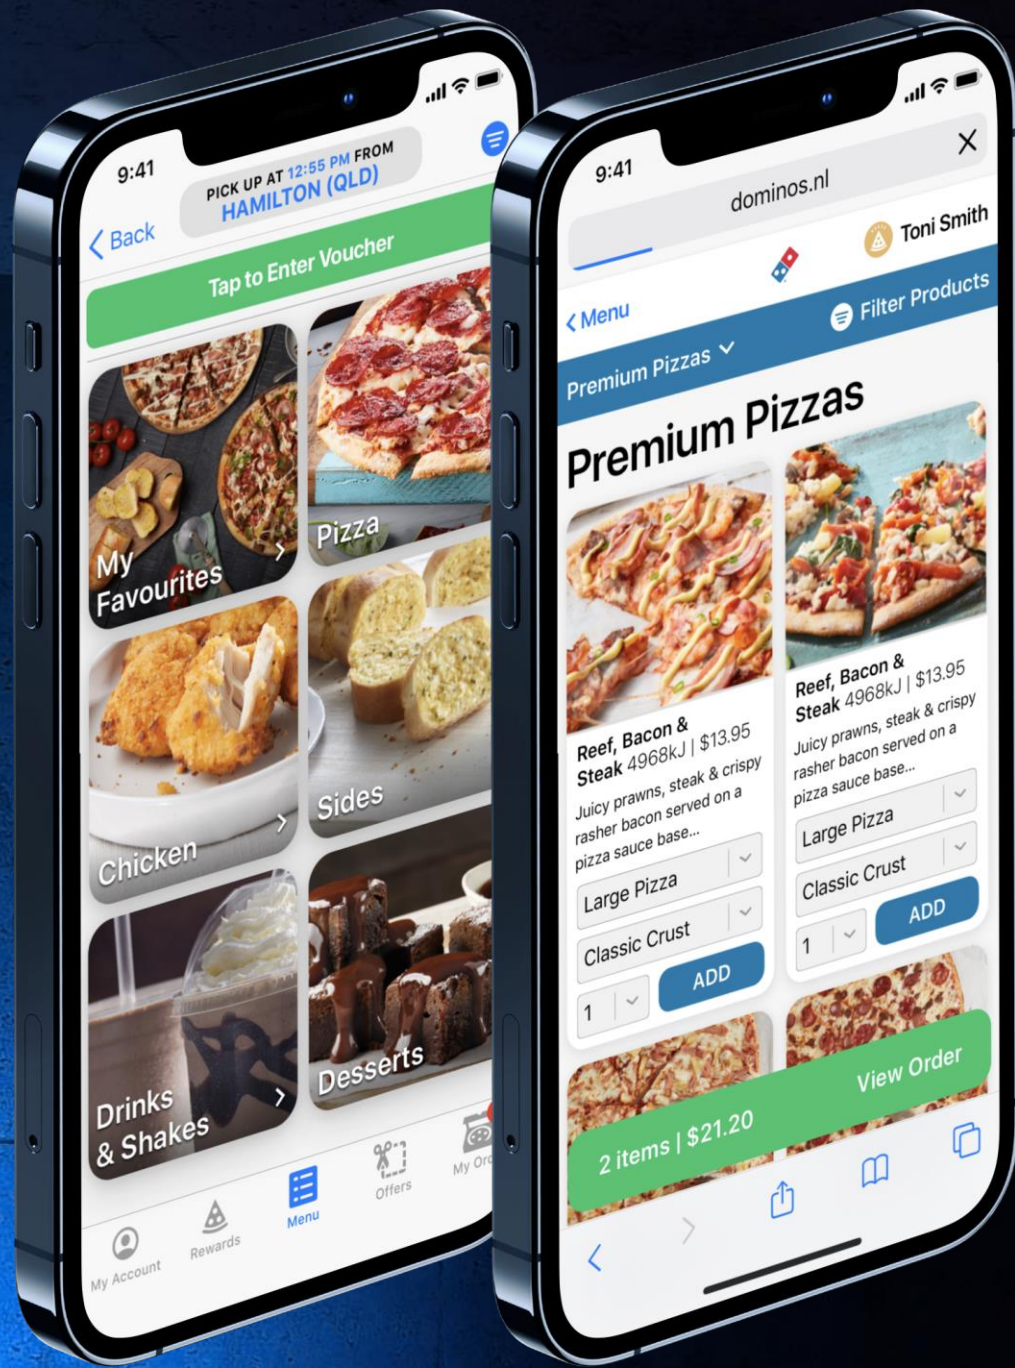 9:41
PICK UP AT 12:55 PM FROM
HAMILTON (QLD)
Back
Tap to Enter Voucher
My
Favourites
Pizza
Chicken
Sides
Drinks
& Shakes
Desserts
My Account
Rewards
Menu
Offers
My Ord
9:41
dominos.nl
Menu
Toni Smith
Premium Pizzas
Filter Products
Premium Pizzas
Reef, Bacon &
Steak 4968kJ | $13.95
Juicy prawns, steak & crispy
rasher bacon served on a
pizza sauce base...
Large Pizza
Classic Crust
1
ADD
Reef, Bacon &
Steak 4968kJ | $13.95
Juicy prawns, steak & crispy
rasher bacon served on a
pizza sauce base...
Large Pizza
Classic Crust
1
ADD
2 items | $21.20
View Order